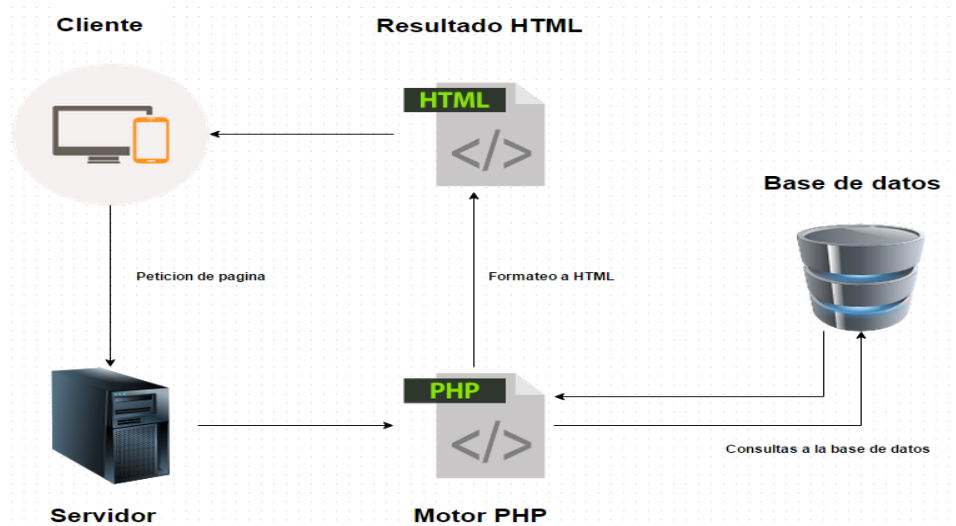 Cliente
Resultado HTML
HTML
</>
Base de datos
Peticion de pagina
Formateo a HTML
PHP
</>
Consultas a la base de datos
Servidor
Motor PHP